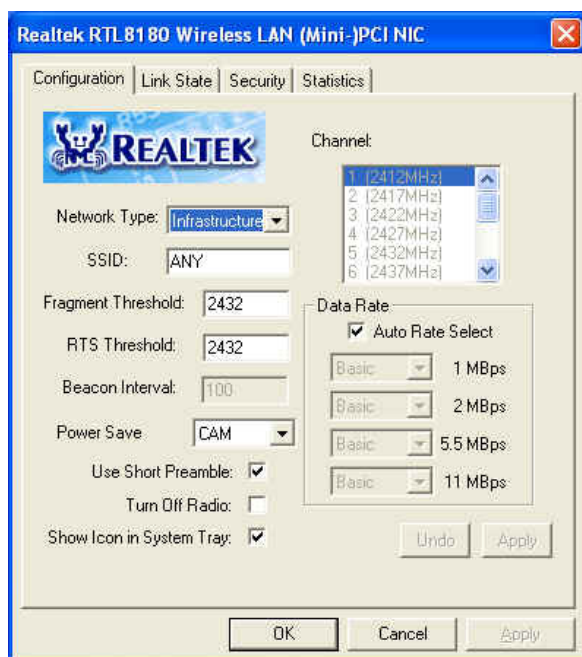 Realtek RTL8180 Wireless LAN (Mini-)PCI NIC
Configuration
Link State
Security
Statistics
REALTEK
Channel:
1 (2412MHz)
2 (2417MHz)
3 (2422MHz)
4 (2427MHz)
5 (2432MHz)
6 (2437MHz)
Network Type: Infrastructure
SSID: ANY
Fragment Threshold: 2432
RTS Threshold: 2432
Beacon Interval: 100
Power Save CAM
Use Short Preamble:
Turn Off Radio:
Show Icon in System Tray:
Data Rate
Auto Rate Select
Basic 1 MBps
Basic 2 MBps
Basic 5.5 MBps
Basic 11 MBps
Undo
Apply
OK
Cancel
Apply